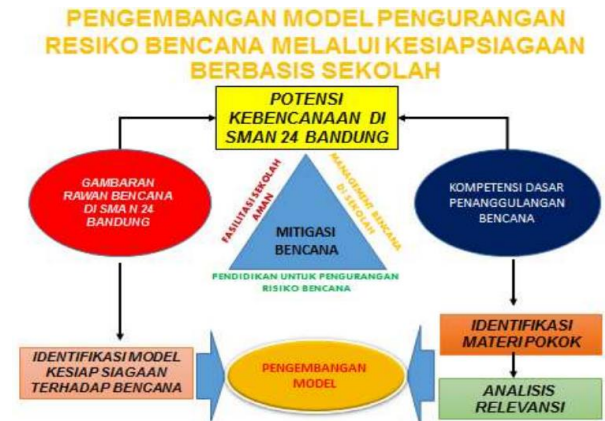 PENGEMBANGAN MODEL PENGURANGAN
RESIKO BENCANA MELALUI KESIAPSIAGAAN
BERBASIS SEKOLAH
POTENSI
KEBENCANAAN DI
SMAN 24 BANDUNG
GAMBARAN
RAWAN BENCANA
DI SMA N 24
BANDUNG
FASILITASI SEKOLAH
AMAN
MANAGEMENT BENCANA
DI SEKOLAH
MITIGASI
BENCANA
PENDIDIKAN UNTUK PENGURANGAN
RISIKO BENCANA
KOMPETENSI DASAR
PENANGGULANGAN
BENCANA
IDENTIFIKASI MODEL
KESIAP SIAGAAN
TERHADAP BENCANA
PENGEMBANGAN
MODEL
IDENTIFIKASI
MATERI POKOK
ANALISIS
RELEVANSI